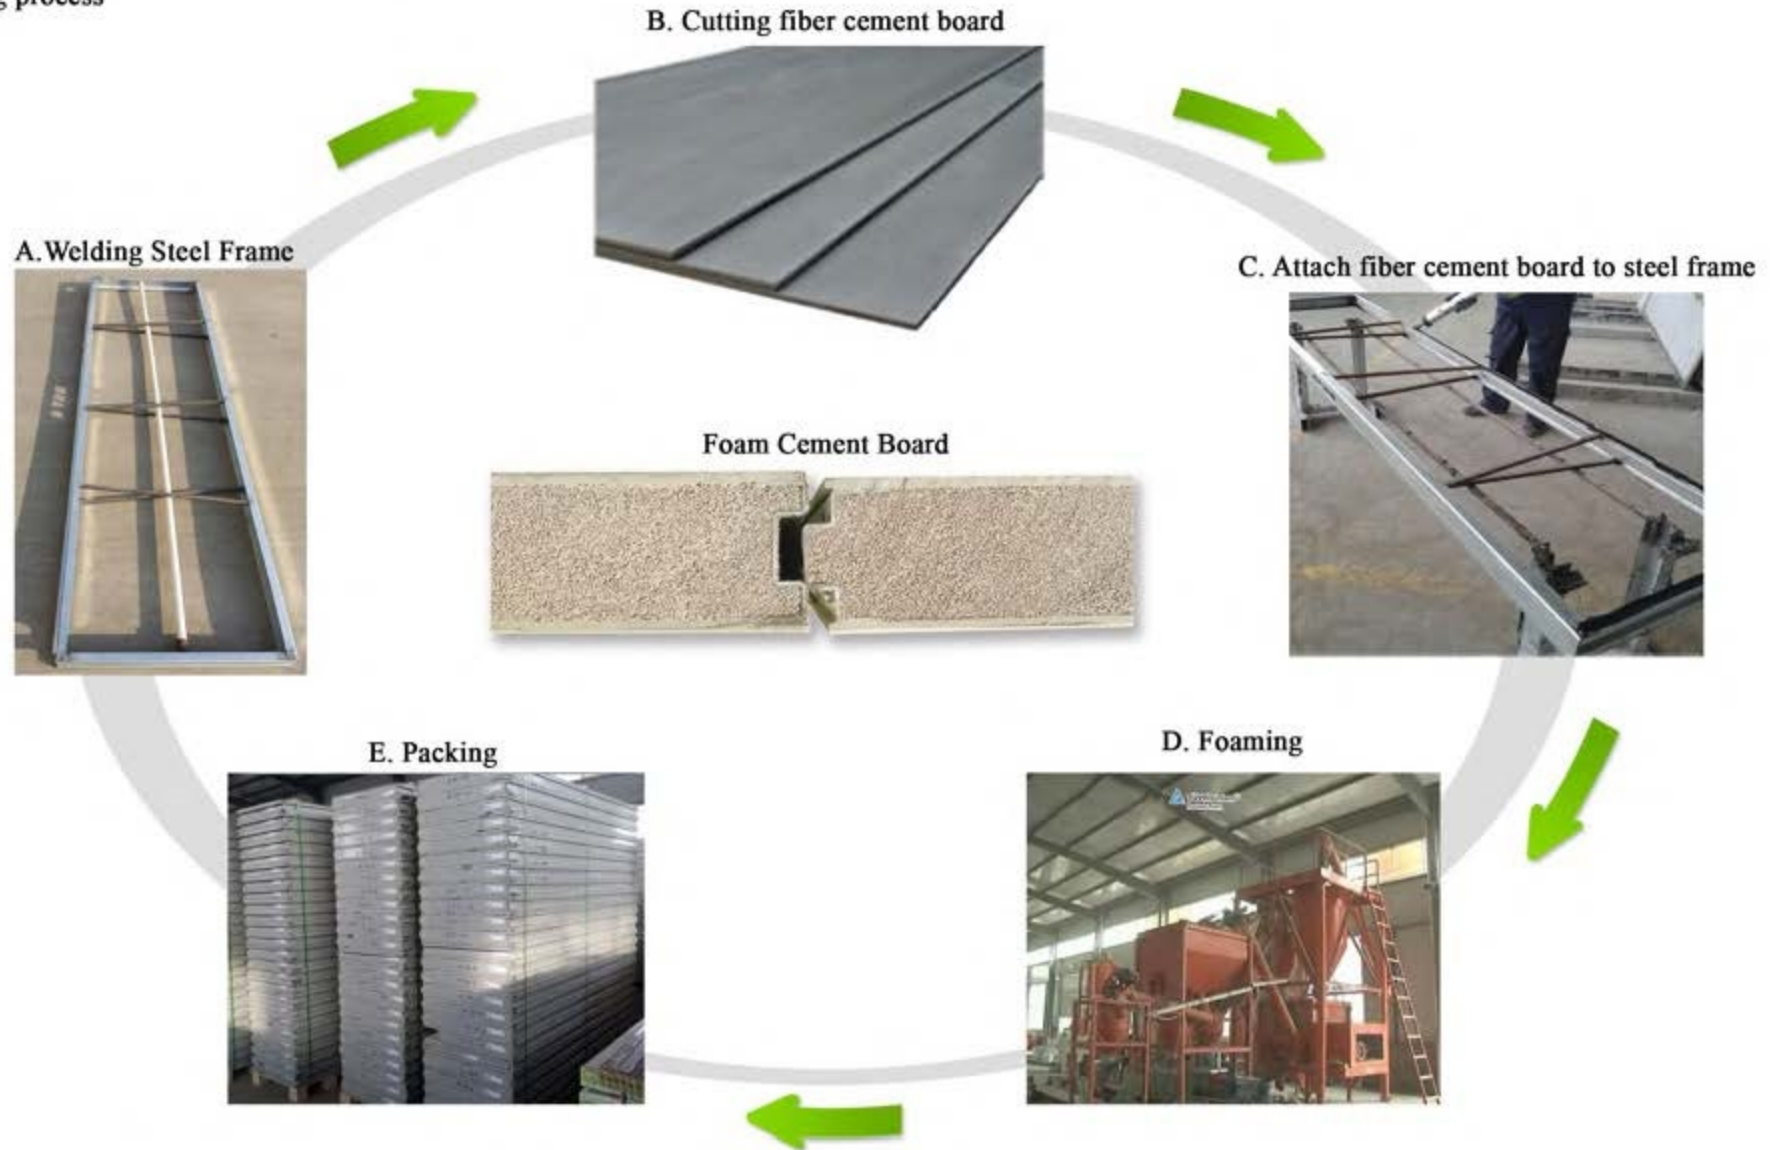 process
B. Cutting fiber cement board
A.Welding Steel Frame
C. Attach fiber cement board to steel frame
Foam Cement Board
E. Packing
D. Foaming